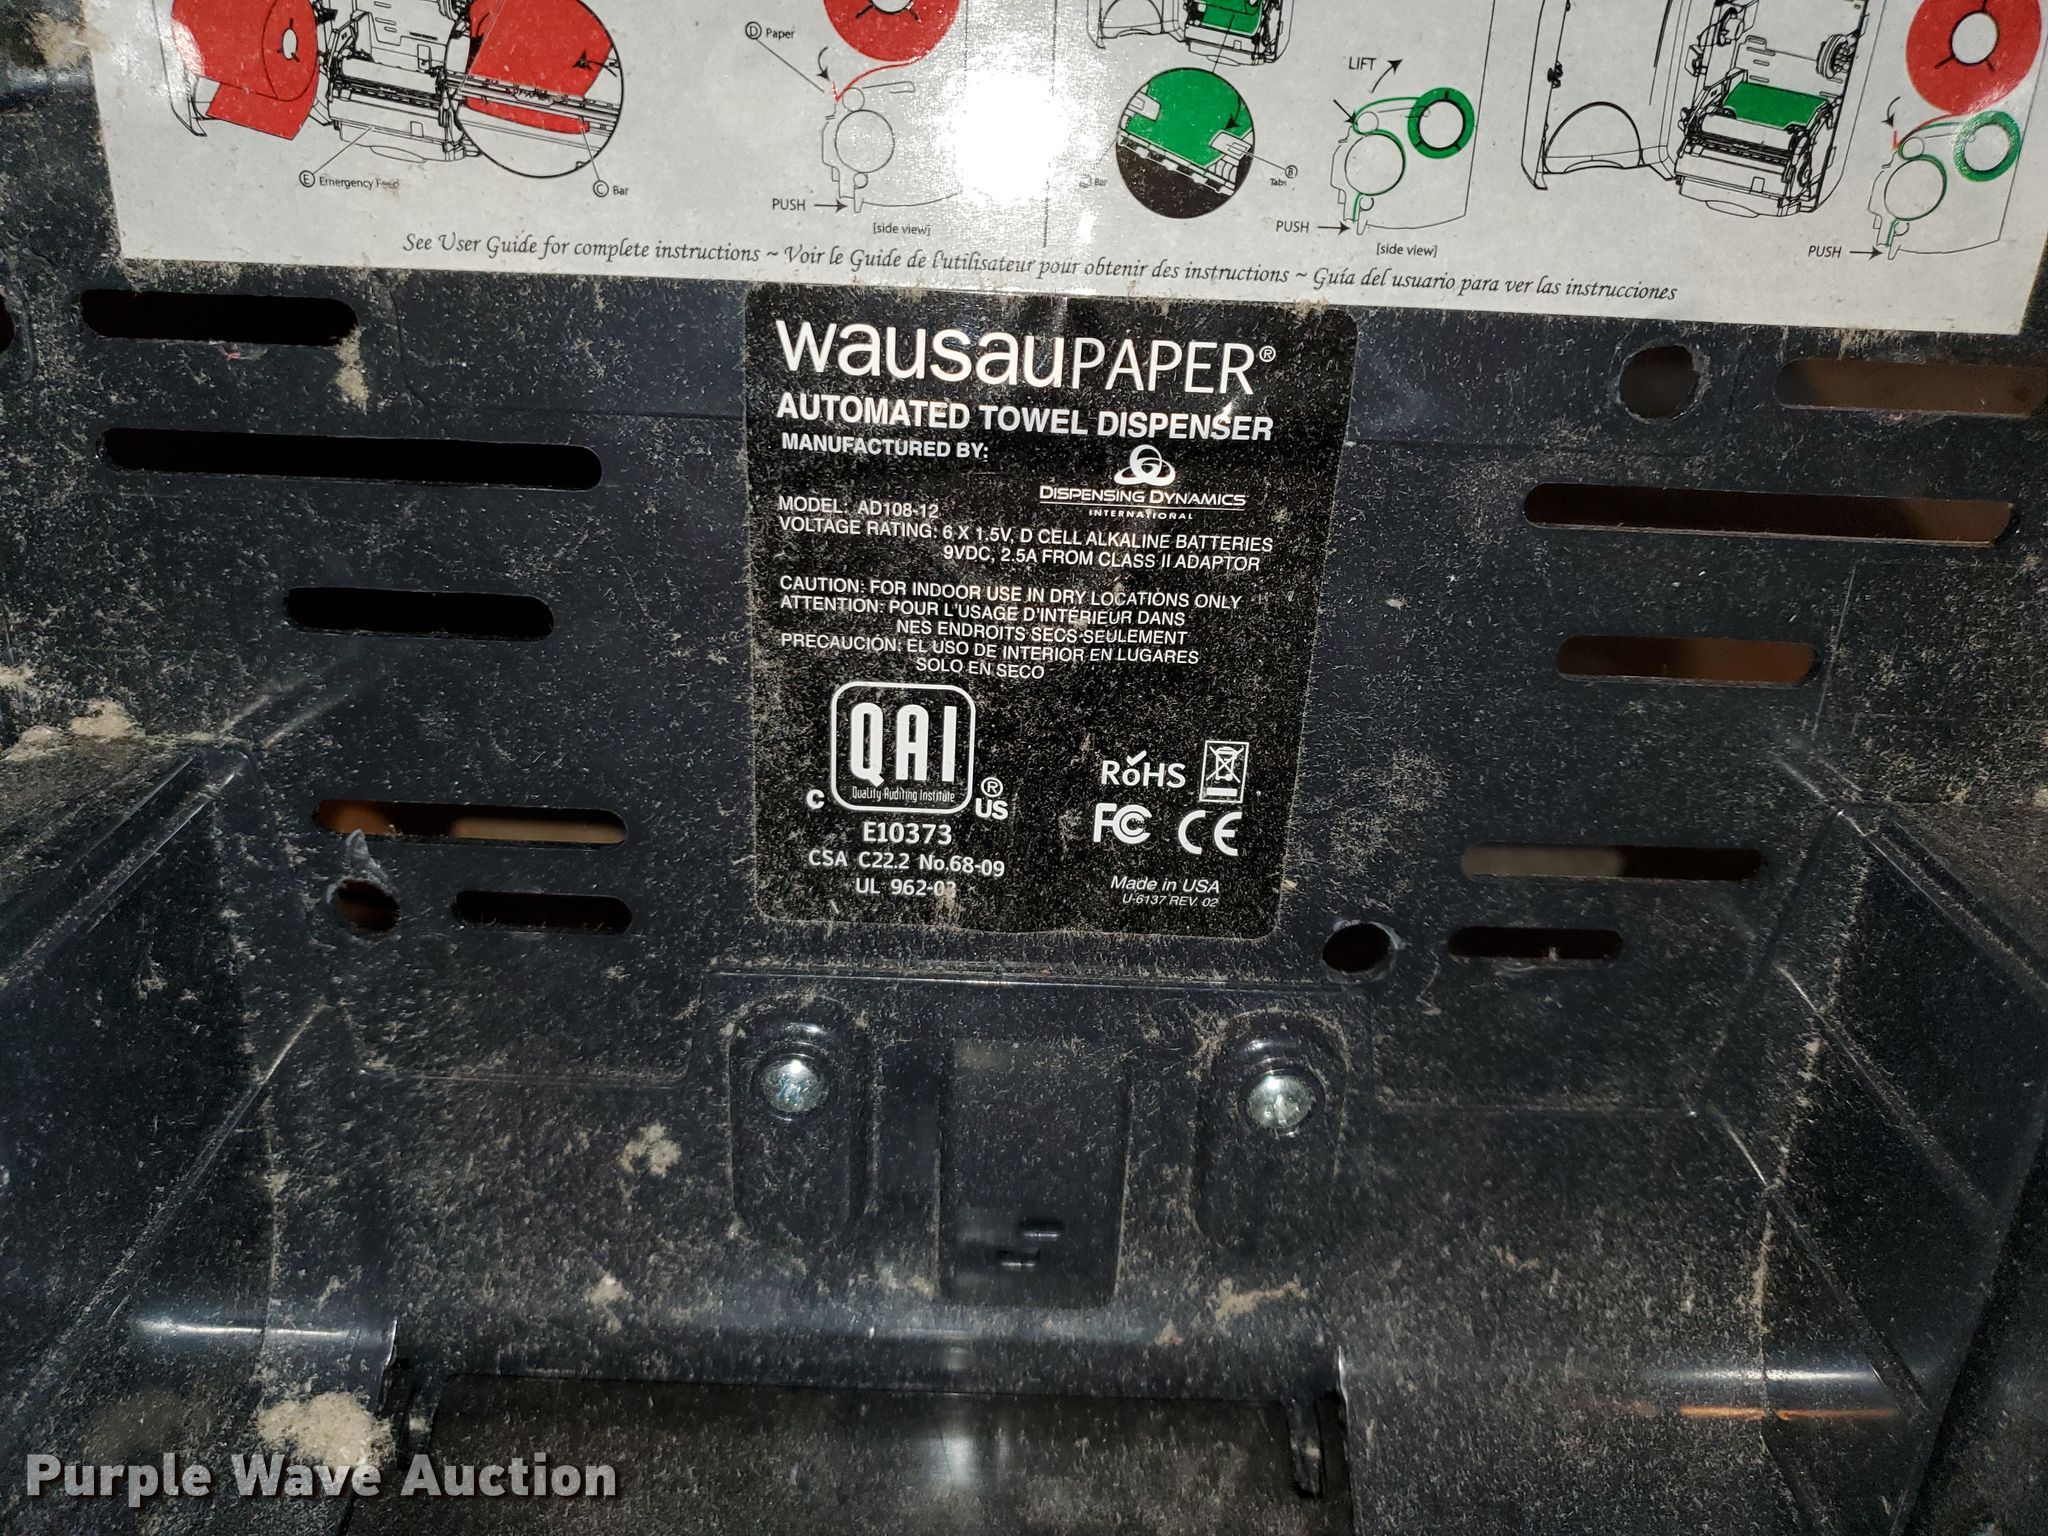 D Paper
LIFT
E Emergency Feed
C Bar
PUSH
[side view]
Bar
B
Tabs
PUSH
[side view]
PUSH
See User Guide for complete instructions ~ Voir le Guide de l'utilisateur pour obtenir des instructions ~ Guía del usuario para ver las instrucciones
wausauPAPER®
AUTOMATED TOWEL DISPENSER
MANUFACTURED BY:
DISPENSING DYNAMICS
INTERNATIONAL
MODEL: AD108-12
VOLTAGE RATING: 6 X 1.5V, D CELL ALKALINE BATTERIES
9VDC, 2.5A FROM CLASS II ADAPTOR
CAUTION: FOR INDOOR USE IN DRY LOCATIONS ONLY
ATTENTION: POUR L'USAGE D'INTÉRIEUR DANS
NES ENDROITS SECS SEULEMENT
PRECAUCIÓN: EL USO DE INTERIOR EN LUGARES
SOLO EN SECO
QAI
Quality Auditing Institute
C ® US
E10373
CSA C22.2 No.68-09
UL 962-03
RoHS
FC CE
Made in USA
U-6137 REV. 02
Purple Wave Auction